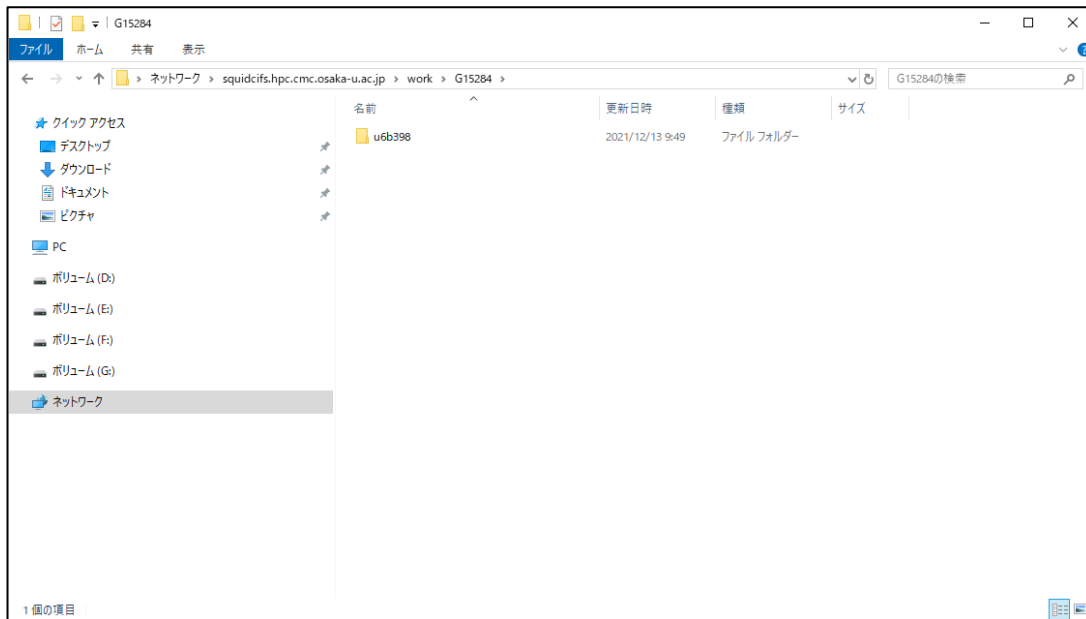 G15284
ファイル ホーム 共有 表示
ネットワーク > squidcifs.hpc.cmc.osaka-u.ac.jp > work > G15284 >
G15284の検索
名前 更新日時 種類 サイズ
u6b398 2021/12/13 9:49 ファイル フォルダー
クイック アクセス
デスクトップ
ダウンロード
ドキュメント
ピクチャ
PC
ボリューム (D:)
ボリューム (E:)
ボリューム (F:)
ボリューム (G:)
ネットワーク
1 個の項目